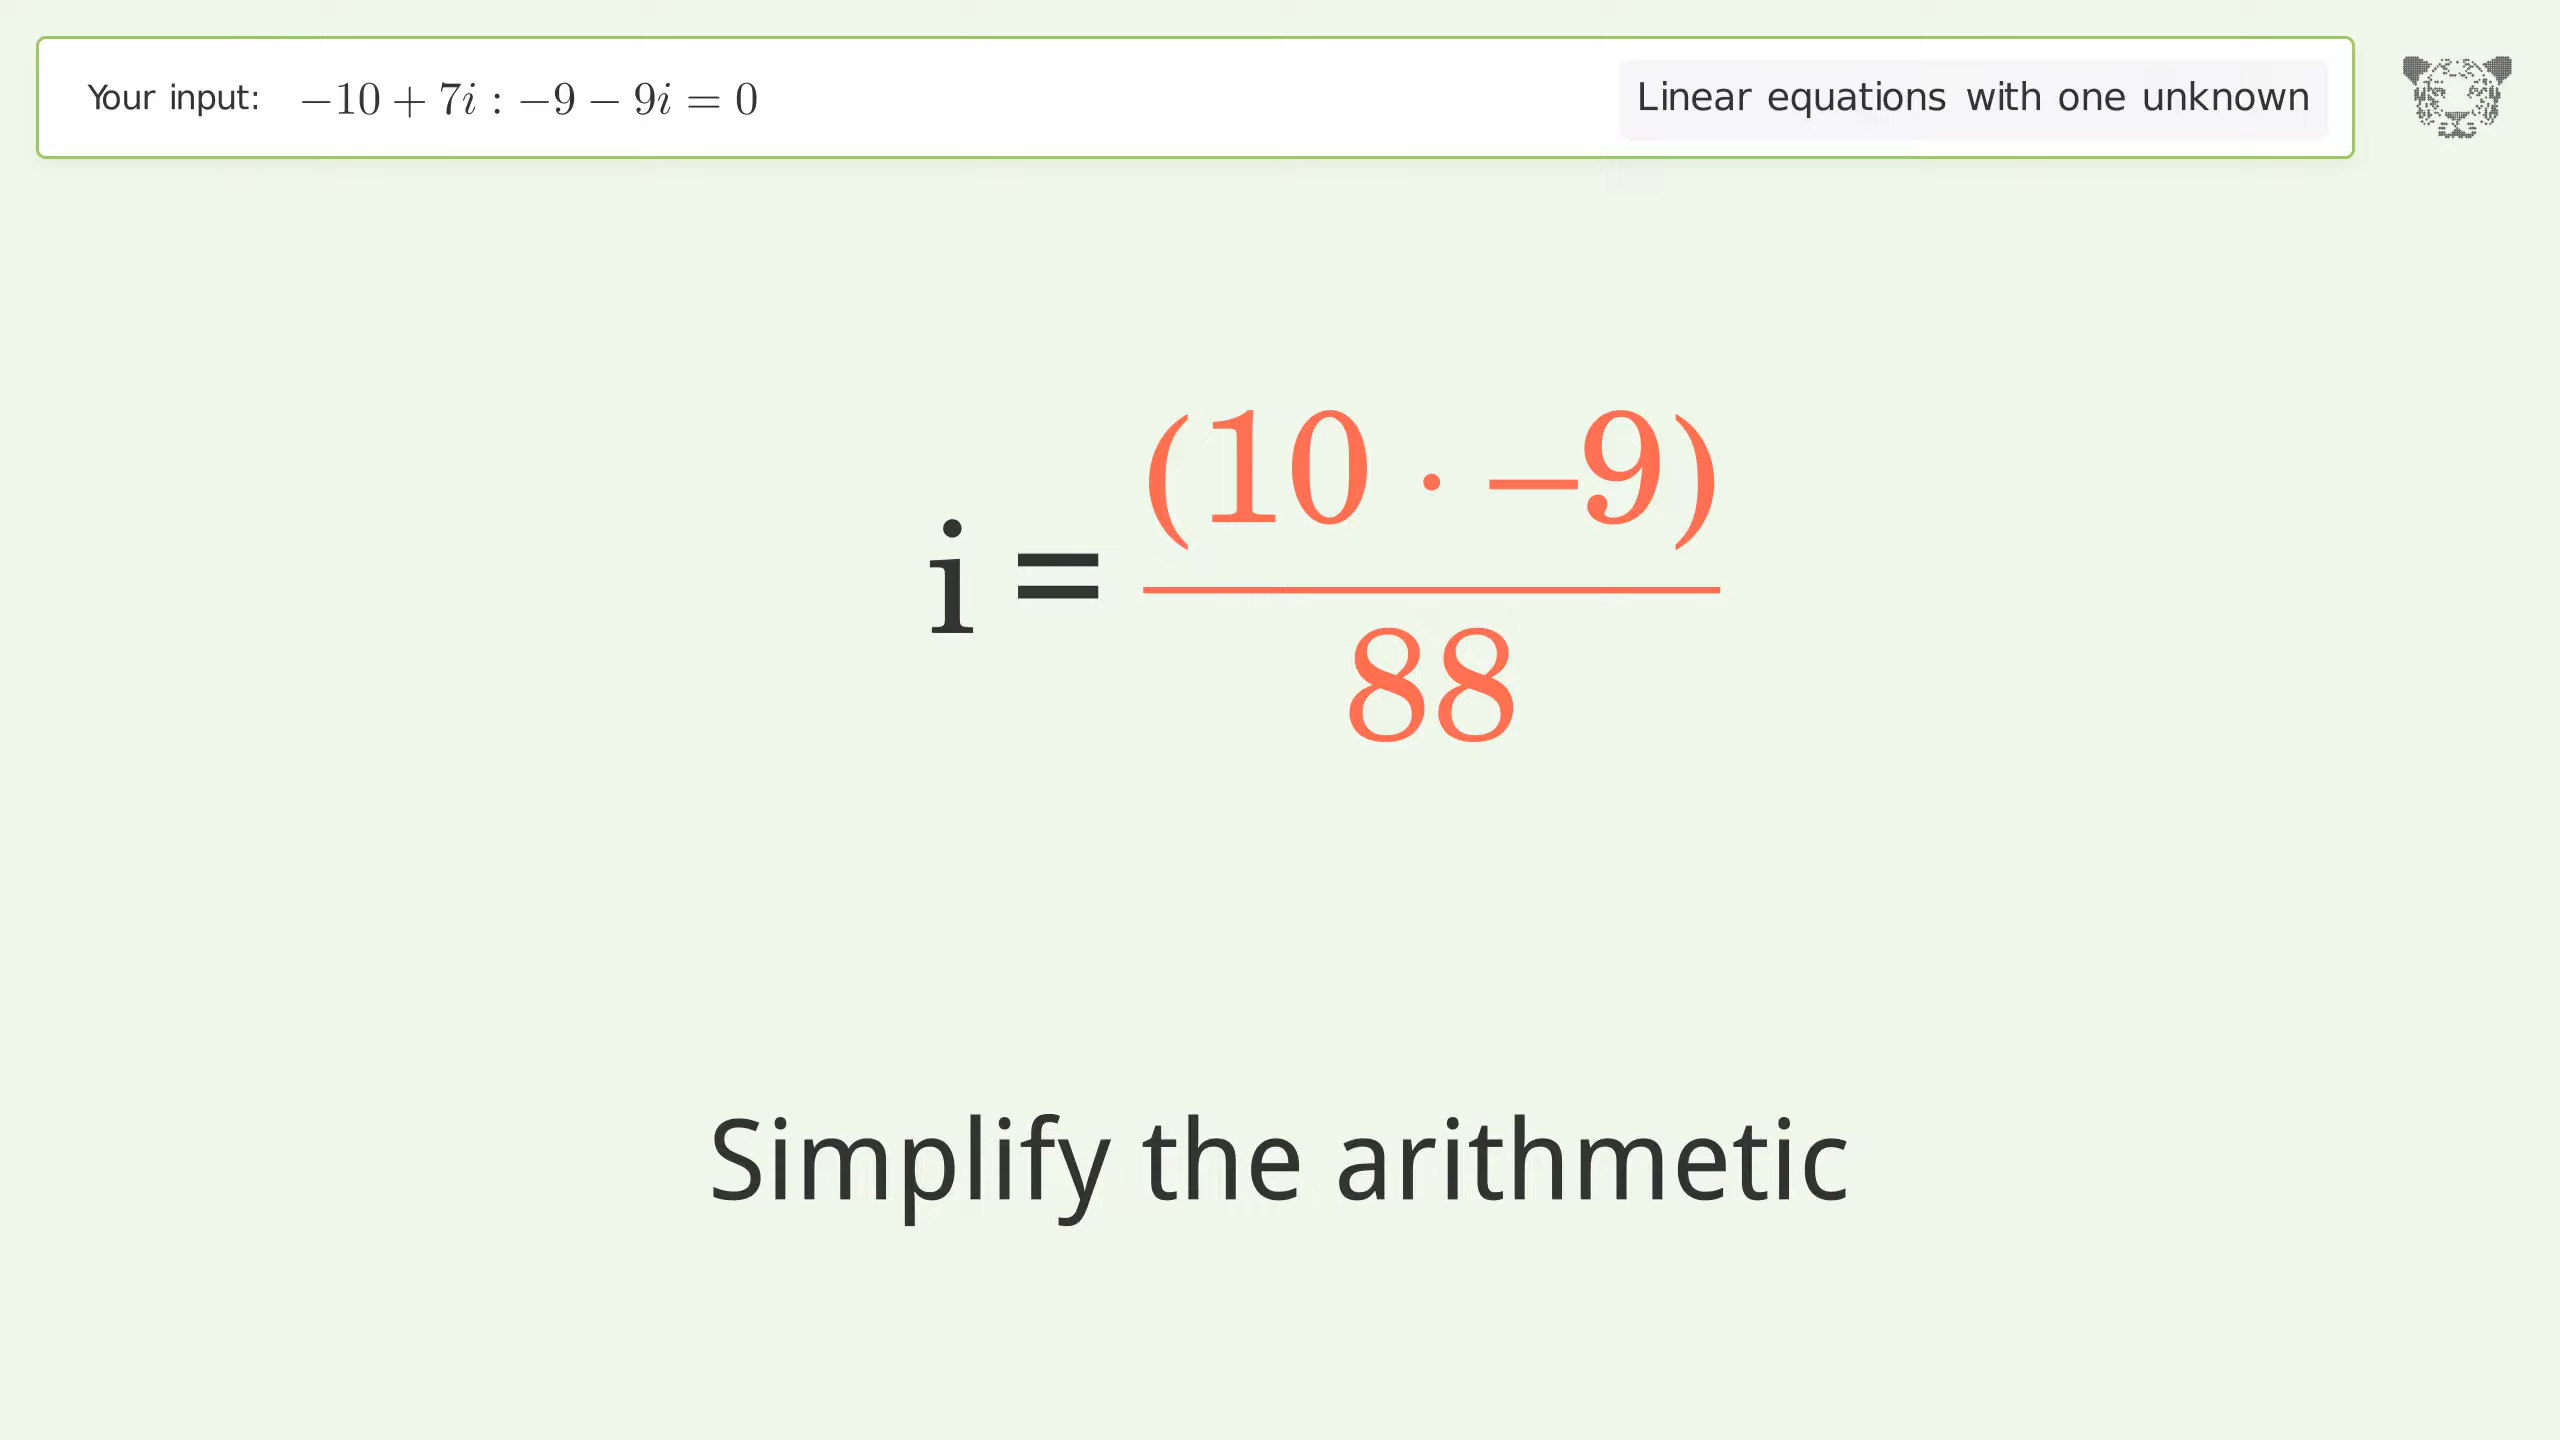 Your input: −10 + 7i : −9 − 9i = 0
Linear equations with one unknown
i = (10 · −9) / 88
Simplify the arithmetic